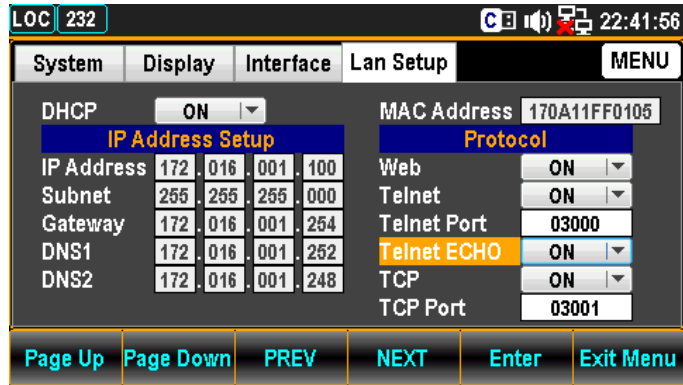 LOC 232 C 22:41:56
System Display Interface Lan Setup MENU
DHCP ON
IP Address Setup
IP Address 172 . 016 . 001 . 100
Subnet 255 . 255 . 255 . 000
Gateway 172 . 016 . 001 . 254
DNS1 172 . 016 . 001 . 252
DNS2 172 . 016 . 001 . 248
MAC Address 170A11FF0105
Protocol
Web ON
Telnet ON
Telnet Port 03000
Telnet ECHO ON
TCP ON
TCP Port 03001
Page Up Page Down PREV NEXT Enter Exit Menu